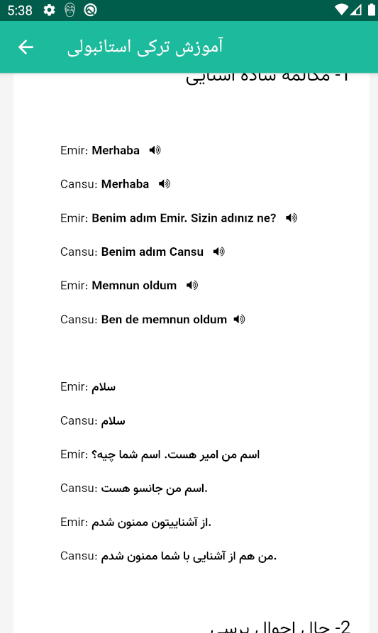 5:38
آموزش ترکی استانبولی
1- مکالمه ساده آشنایی
Emir: Merhaba
Cansu: Merhaba
Emir: Benim adım Emir. Sizin adınız ne?
Cansu: Benim adım Cansu
Emir: Memnun oldum
Cansu: Ben de memnun oldum
Emir: سلام
Cansu: سلام
Emir: اسم من امیر هست. اسم شما چیه؟
Cansu: اسم من جانسو هست.
Emir: از آشناییتون ممنون شدم.
Cansu: من هم از آشنایی با شما ممنون شدم.
2- حال احوال پرسی